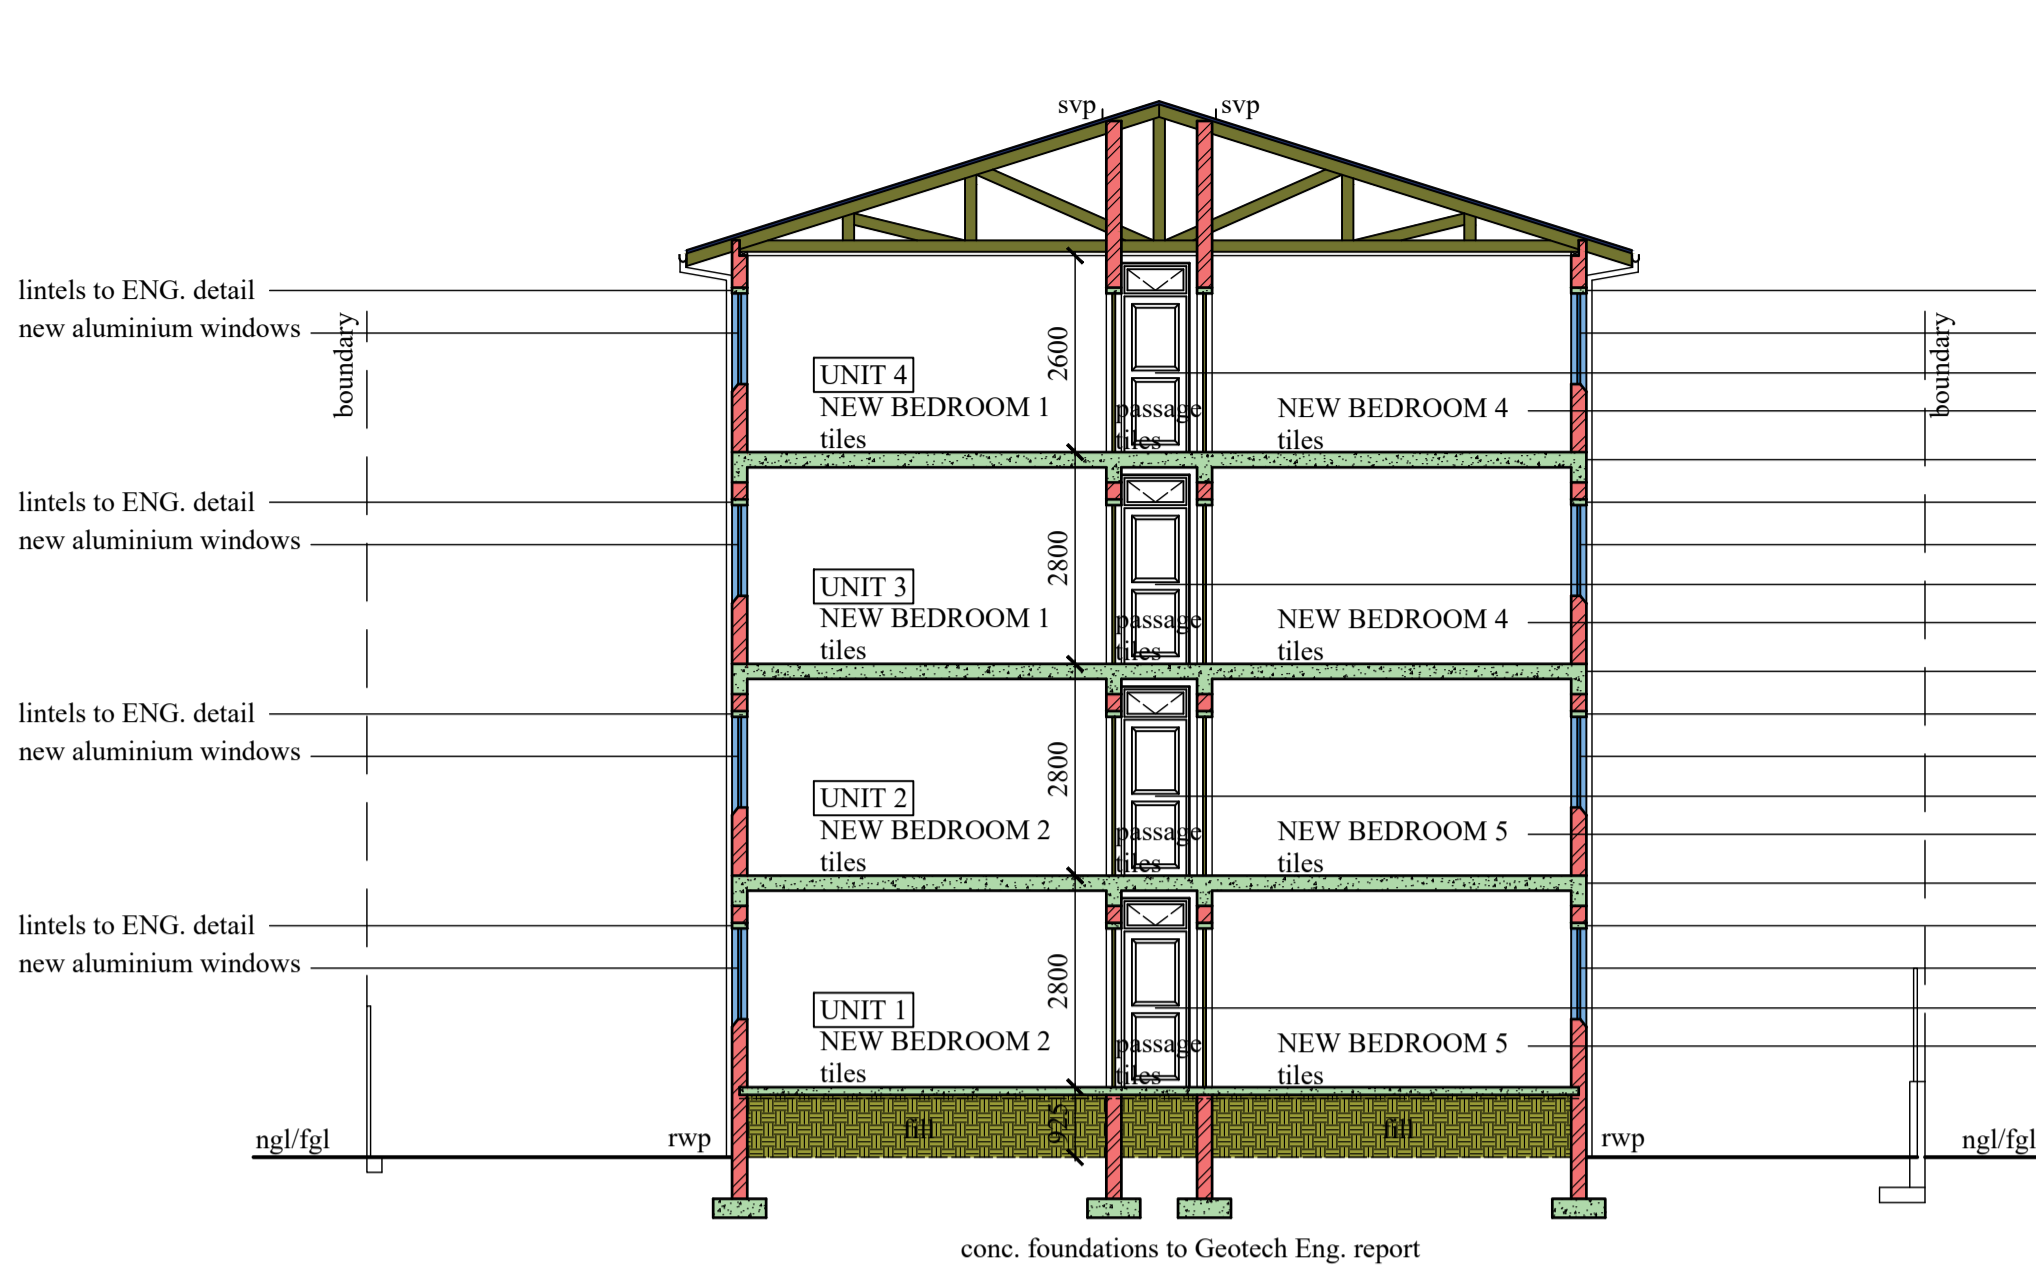 svp
svp
lintels to ENG. detail
new aluminium windows
boundary
boundary
2600
UNIT 4
NEW BEDROOM 1
tiles
passage
tiles
NEW BEDROOM 4
tiles
lintels to ENG. detail
new aluminium windows
2800
UNIT 3
NEW BEDROOM 1
tiles
passage
tiles
NEW BEDROOM 4
tiles
lintels to ENG. detail
new aluminium windows
2800
UNIT 2
NEW BEDROOM 2
tiles
passage
tiles
NEW BEDROOM 5
tiles
lintels to ENG. detail
new aluminium windows
2800
UNIT 1
NEW BEDROOM 2
tiles
passage
tiles
NEW BEDROOM 5
tiles
925
fill
fill
ngl/fgl
rwp
rwp
ngl/fgl
conc. foundations to Geotech Eng. report